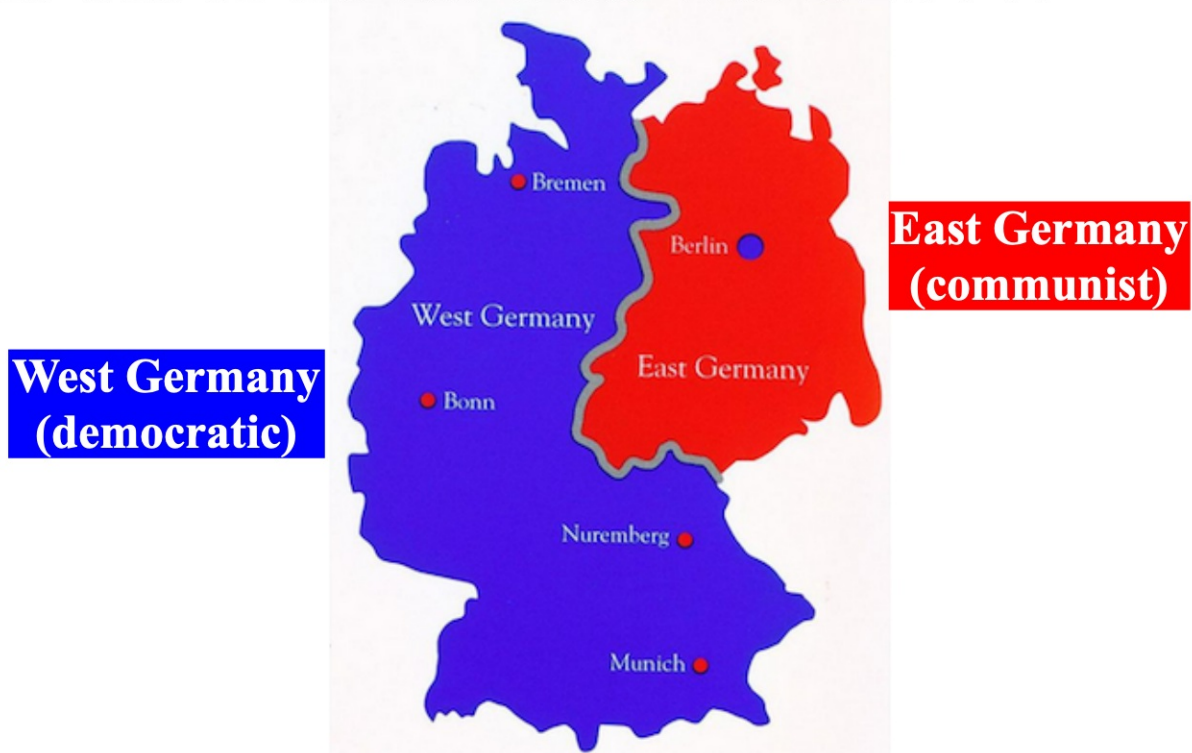 Bremen
East Germany
(communist)
Berlin
West Germany
East Germany
West Germany
(democratic)
Bonn
Nuremberg
Munich